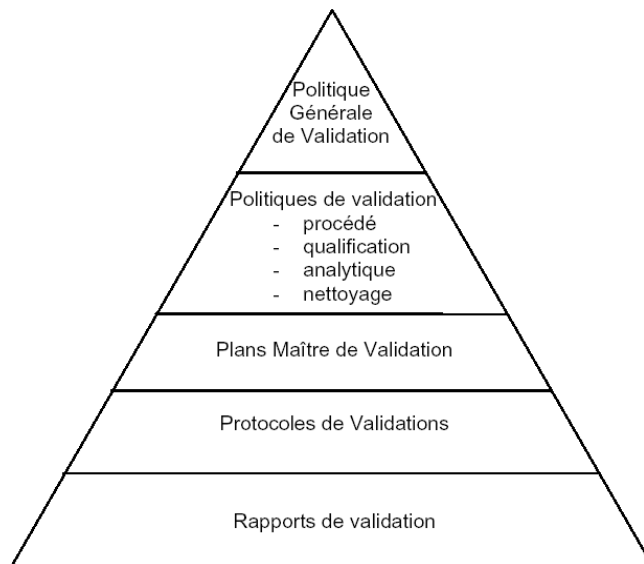 Politique
Générale
de Validation
Politiques de validation
- procédé
- qualification
- analytique
- nettoyage
Plans Maître de Validation
Protocoles de Validations
Rapports de validation